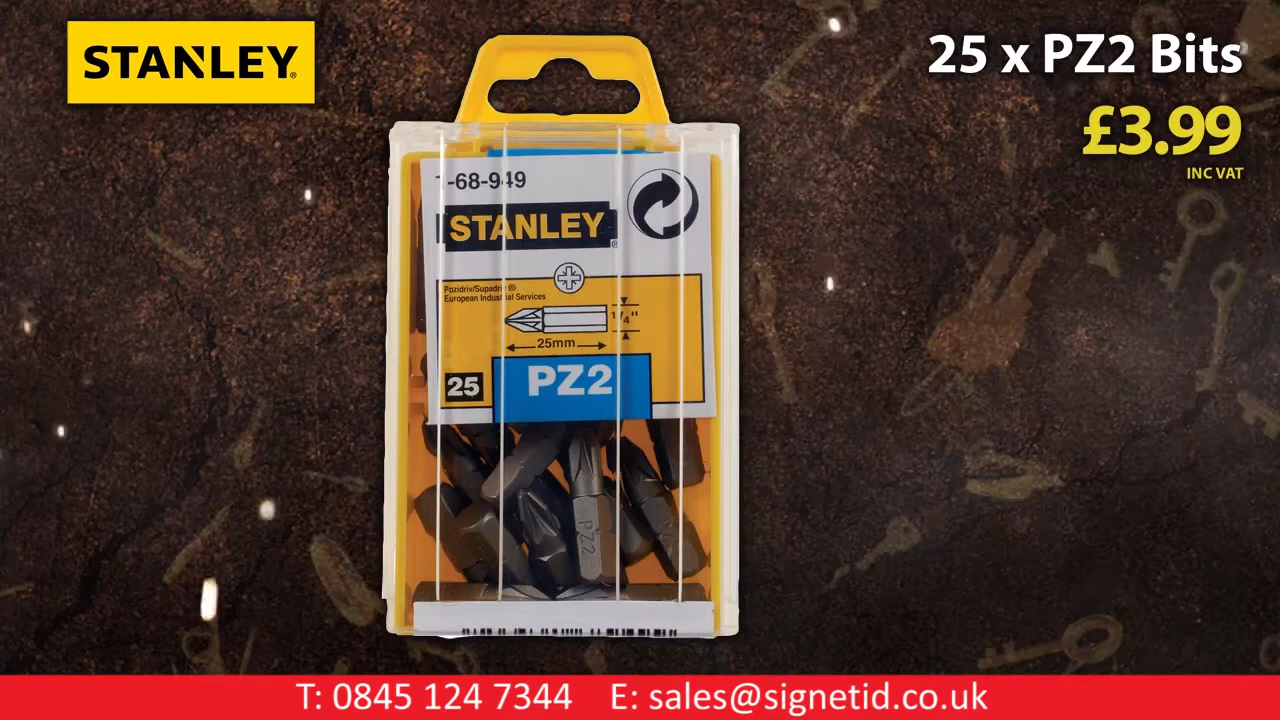 STANLEY®
25 x PZ2 Bits
£3.99
INC VAT
1-68-949
STANLEY®
Pozidriv/Supadriv®
European Industrial Services
1/4"
25mm
25
PZ2
PZ2
T: 0845 124 7344 E: sales@signetid.co.uk